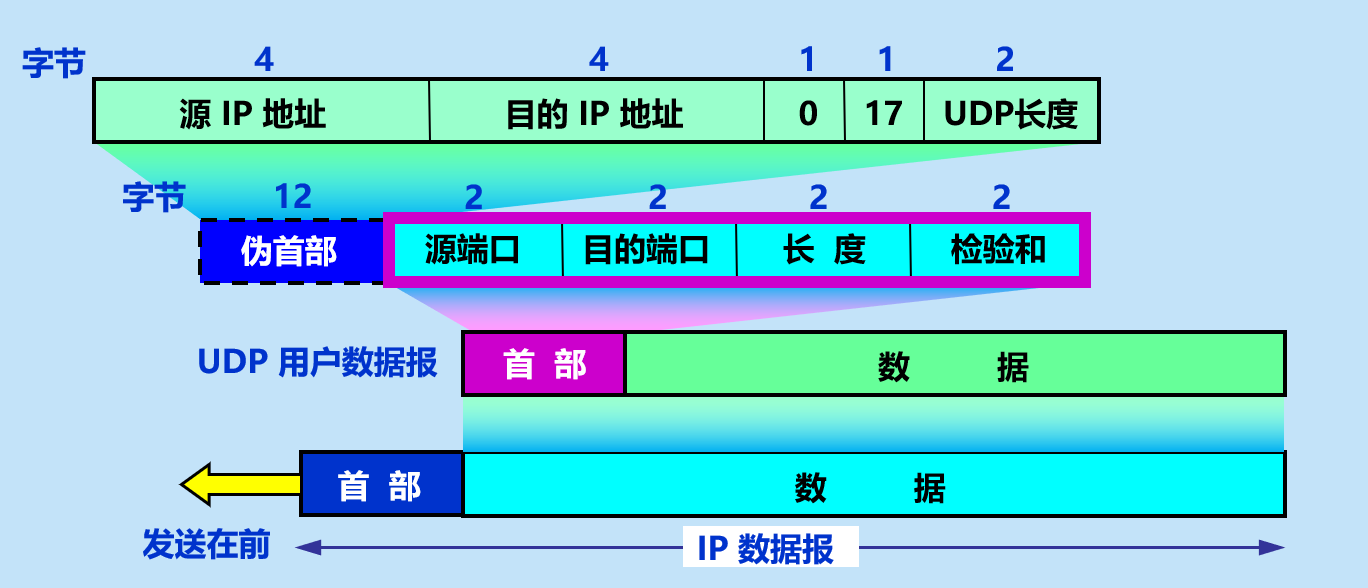 字节 4 4 1 1 2
源 IP 地址 目的 IP 地址 0 17 UDP长度
字节 12 2 2 2 2
伪首部 源端口 目的端口 长 度 检验和
UDP 用户数据报 首 部 数 据
首 部 数 据
发送在前 IP 数据报